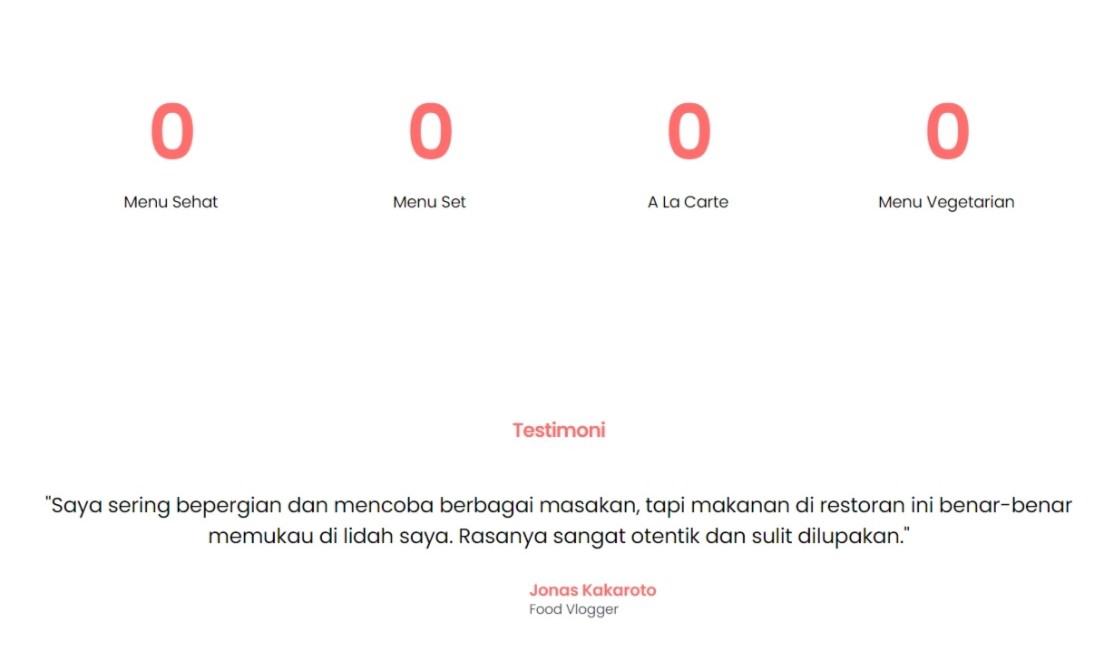 0 0 0 0
Menu Sehat Menu Set A La Carte Menu Vegetarian
Testimoni
"Saya sering bepergian dan mencoba berbagai masakan, tapi makanan di restoran ini benar-benar
memukau di lidah saya. Rasanya sangat otentik dan sulit dilupakan."
Jonas Kakaroto
Food Vlogger